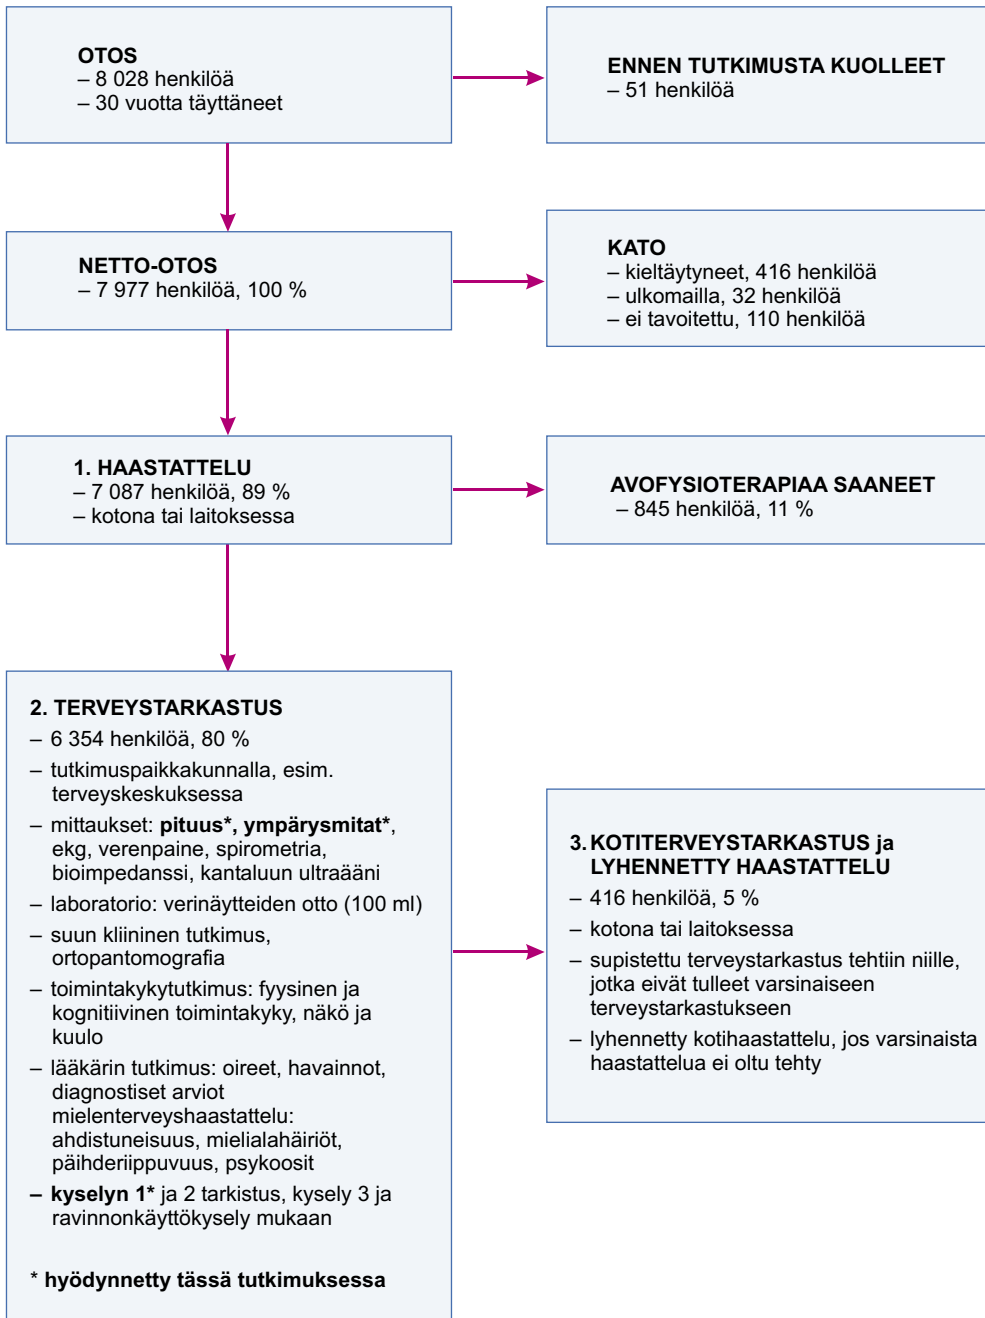 OTOS
– 8 028 henkilöä
– 30 vuotta täyttäneet
ENNEN TUTKIMUSTA KUOLLEET
– 51 henkilöä
NETTO-OTOS
– 7 977 henkilöä, 100 %
KATO
– kieltäytyneet, 416 henkilöä
– ulkomailla, 32 henkilöä
– ei tavoitettu, 110 henkilöä
1. HAASTATTELU
– 7 087 henkilöä, 89 %
– kotona tai laitoksessa
AVOFYSIOTERAPIAA SAANEET
– 845 henkilöä, 11 %
2. TERVEYSTARKASTUS
– 6 354 henkilöä, 80 %
– tutkimuspaikkakunnalla, esim.
terveyskeskuksessa
– mittaukset: pituus*, ympärysmitat*,
ekg, verenpaine, spirometria,
bioimpedanssi, kantaluun ultraääni
– laboratorio: verinäytteiden otto (100 ml)
– suun kliininen tutkimus,
ortopantomografia
– toimintakykytutkimus: fyysinen ja
kognitiivinen toimintakyky, näkö ja
kuulo
– lääkärin tutkimus: oireet, havainnot,
diagnostiset arviot
mielenterveyshaastattelu:
ahdistuneisuus, mielialahäiriöt,
päihderiippuvuus, psykoosit
– kyselyn 1* ja 2 tarkistus, kysely 3 ja
ravinnonkäyttökysely mukaan
* hyödynnetty tässä tutkimuksessa
3. KOTITERVEYSTARKASTUS ja
LYHENNETTY HAASTATTELU
– 416 henkilöä, 5 %
– kotona tai laitoksessa
– supistettu terveystarkastus tehtiin niille,
jotka eivät tulleet varsinaiseen
terveystarkastukseen
– lyhennetty kotihaastattelu, jos varsinaista
haastattelua ei oltu tehty